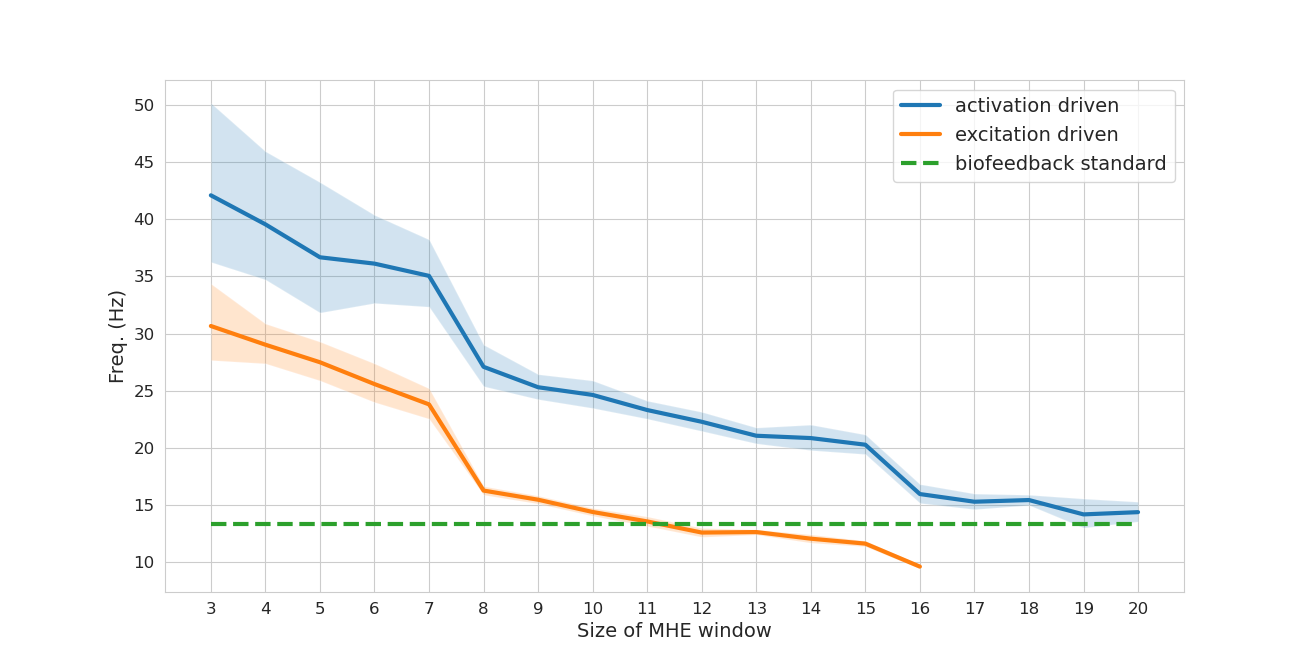 50
45
40
35
30
25
20
15
10
Freq. (Hz)
activation driven
excitation driven
biofeedback standard
3 4 5 6 7 8 9 10 11 12 13 14 15 16 17 18 19 20
Size of MHE window